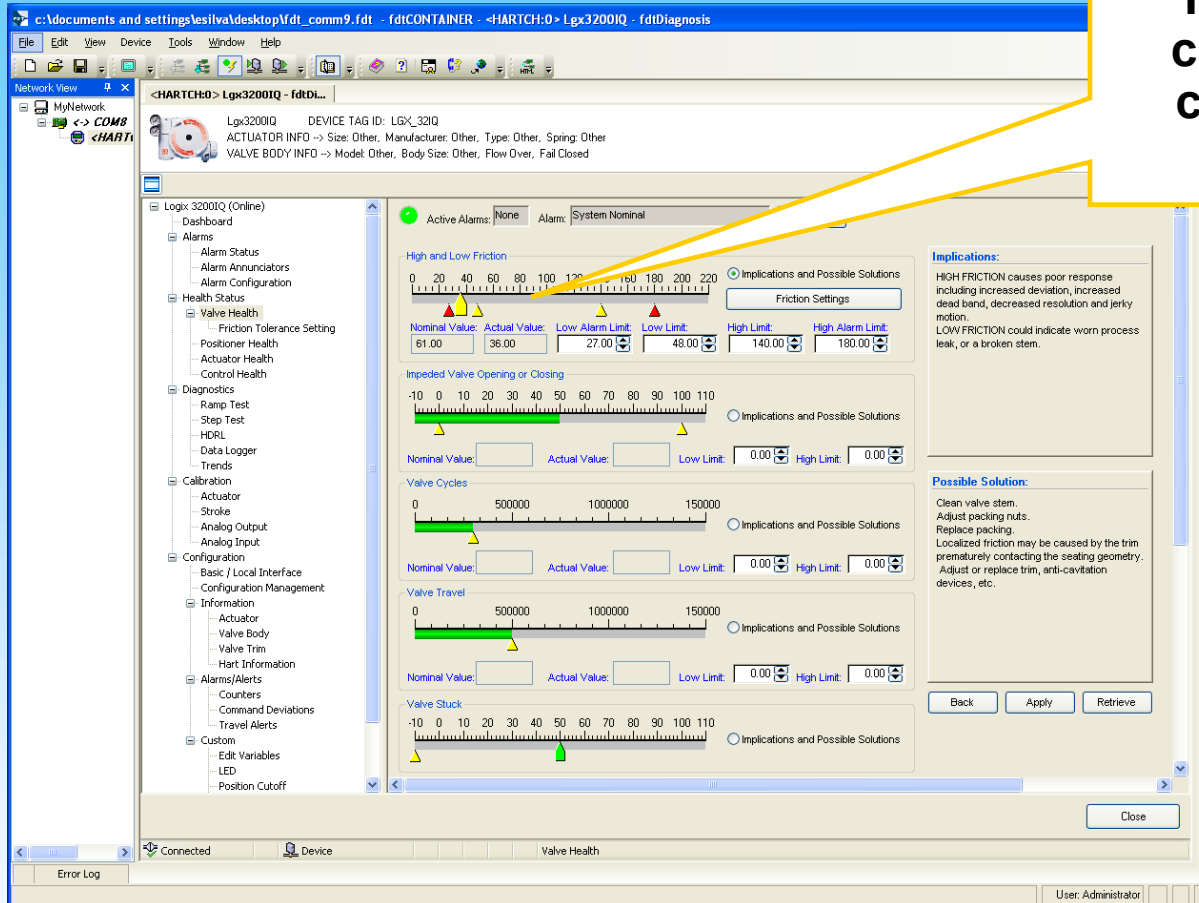 c:\documents and settings\esilva\desktop\fdt_comm9.fdt - fdtCONTAINER - <HARTCH:0> Lgx3200IQ - fdtDiagnosis
File Edit View Device Tools Window Help
Network View
<HARTCH:0> Lgx3200IQ - fdtDi...
MyNetwork
<-> COM8
<HART
Lgx3200IQ DEVICE TAG ID: LGX_32IQ
ACTUATOR INFO --> Size: Other, Manufacturer: Other, Type: Other, Spring: Other
VALVE BODY INFO --> Model: Other, Body Size: Other, Flow Over, Fail Closed
c
c
Logix 3200IQ (Online)
Dashboard
Alarms
Alarm Status
Alarm Annunciators
Alarm Configuration
Health Status
Valve Health
Friction Tolerance Setting
Positioner Health
Actuator Health
Control Health
Diagnostics
Ramp Test
Step Test
HDRL
Data Logger
Trends
Calibration
Actuator
Stroke
Analog Output
Analog Input
Configuration
Basic / Local Interface
Configuration Management
Information
Actuator
Valve Body
Valve Trim
Hart Information
Alarms/Alerts
Counters
Command Deviations
Travel Alerts
Custom
Edit Variables
LED
Position Cutoff
Active Alarms: None Alarm: System Nominal
High and Low Friction
0 20 40 60 80 100 120 160 180 200 220
Implications and Possible Solutions
Friction Settings
Nominal Value: Actual Value: Low Alarm Limit: Low Limit: High Limit: High Alarm Limit:
61.00 36.00 27.00 48.00 140.00 180.00
Impeded Valve Opening or Closing
-10 0 10 20 30 40 50 60 70 80 90 100 110
Implications and Possible Solutions
Nominal Value: Actual Value: Low Limit: 0.00 High Limit: 0.00
Valve Cycles
0 500000 1000000 150000
Implications and Possible Solutions
Nominal Value: Actual Value: Low Limit: 0.00 High Limit: 0.00
Valve Travel
0 500000 1000000 150000
Implications and Possible Solutions
Nominal Value: Actual Value: Low Limit: 0.00 High Limit: 0.00
Valve Stuck
-10 0 10 20 30 40 50 60 70 80 90 100 110
Implications and Possible Solutions
Implications:
HIGH FRICTION causes poor response
including increased deviation, increased
dead band, decreased resolution and jerky
motion.
LOW FRICTION could indicate worn process
leak, or a broken stem.
Possible Solution:
Clean valve stem.
Adjust packing nuts.
Replace packing.
Localized friction may be caused by the trim
prematurely contacting the seating geometry.
Adjust or replace trim, anti-cavitation
devices, etc.
Back Apply Retrieve
Close
Connected Device Valve Health
Error Log
User: Administrator